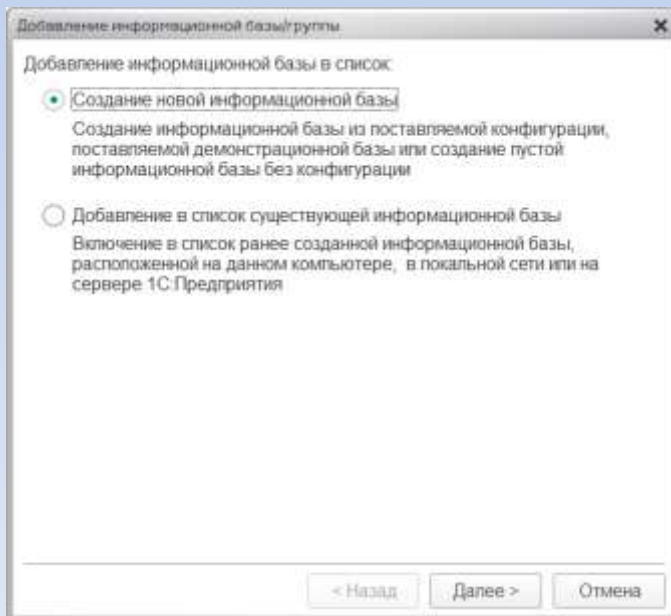 Добавление информационной базы/группы
Добавление информационной базы в список:
Создание новой информационной базы
Создание информационной базы из поставляемой конфигурации,
поставляемой демонстрационной базы или создание пустой
информационной базы без конфигурации
Добавление в список существующей информационной базы
Включение в список ранее созданной информационной базы,
расположенной на данном компьютере, в локальной сети или на
сервере 1С:Предприятия
< Назад Далее > Отмена